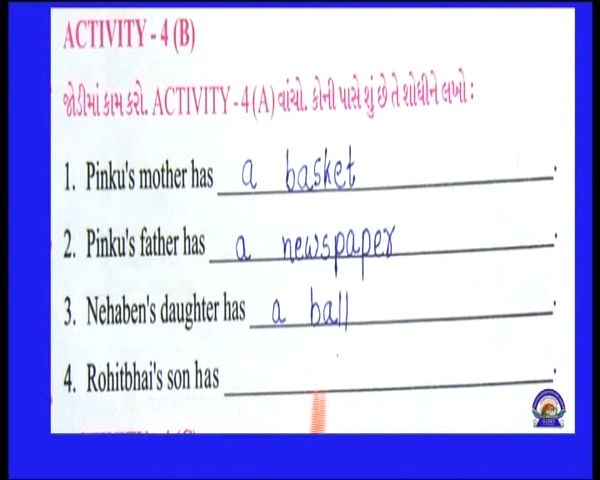 ACTIVITY - 4 (B)
જોડીમાં કામ કરો. ACTIVITY - 4 (A) વાંચો. કોની પાસે શું છે તે શોધીને લખો :
1. Pinku's mother has a basket.
2. Pinku's father has a newspaper.
3. Nehaben's daughter has a ball.
4. Rohitbhai's son has ____________.